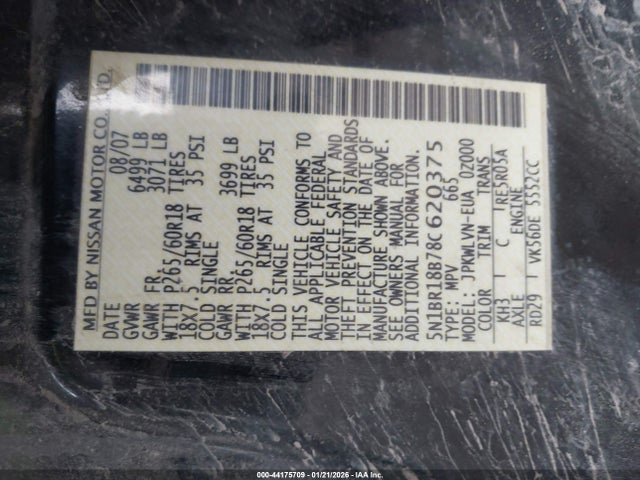 MFD BY NISSAN MOTOR CO., LTD.
DATE 08/07
GVWR 6499 LB
GAWR FR. 3071 LB
WITH P265/60R18 TIRES
18X7.5 RIMS AT 35 PSI
COLD SINGLE
GAWR RR. 3699 LB
WITH P265/60R18 TIRES
18X7.5 RIMS AT 35 PSI
COLD SINGLE
THIS VEHICLE CONFORMS TO
ALL APPLICABLE FEDERAL
MOTOR VEHICLE SAFETY AND
THEFT PREVENTION STANDARDS
IN EFFECT ON THE DATE OF
MANUFACTURE SHOWN ABOVE.
SEE OWNERS MANUAL FOR
ADDITIONAL INFORMATION.
5N1BR18B78C620375
TYPE: MPV 665
MODEL: JPKWLVN-EUA 02000
COLOR TRIM TRANS
KH3 C RE5R05A
AXLE ENGINE
RD29 VK56DE 5552CC
000-44175709 - 01/21/2026 - © IAA Inc.